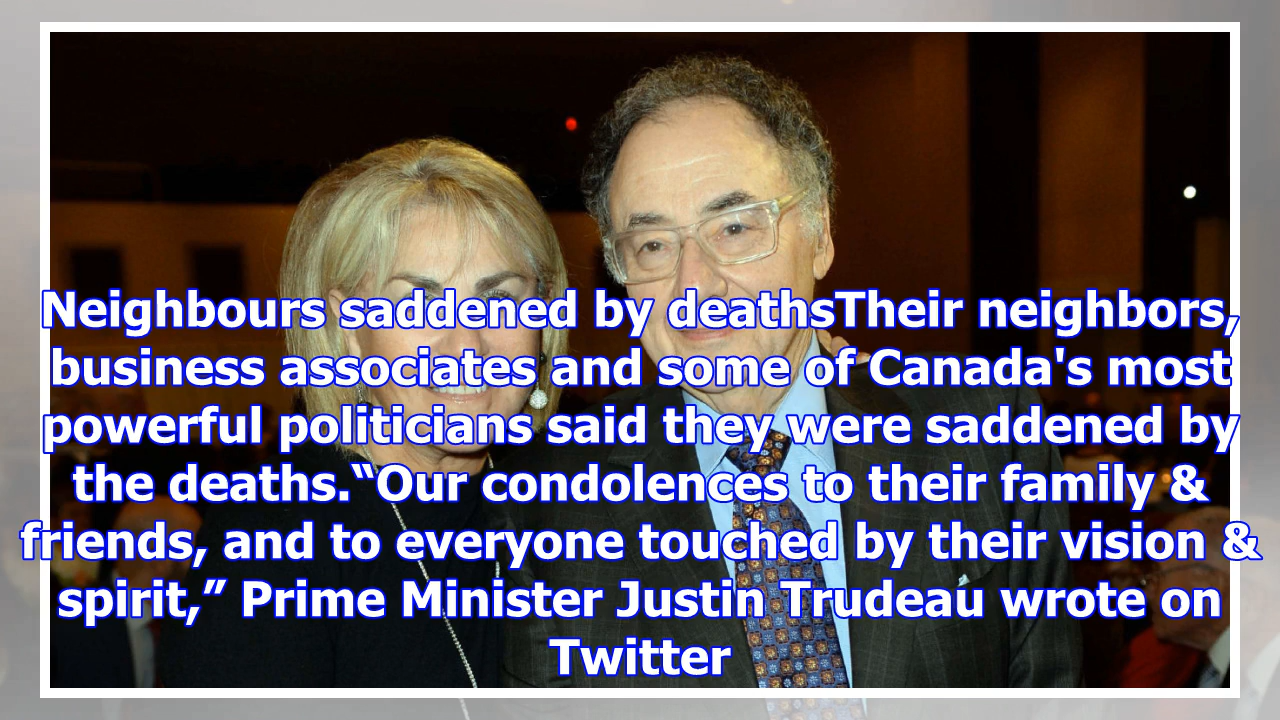 Neighbours saddened by deathsTheir neighbors,
business associates and some of Canada's most
powerful politicians said they were saddened by
the deaths.“Our condolences to their family &
friends, and to everyone touched by their vision &
spirit,” Prime Minister Justin Trudeau wrote on
Twitter